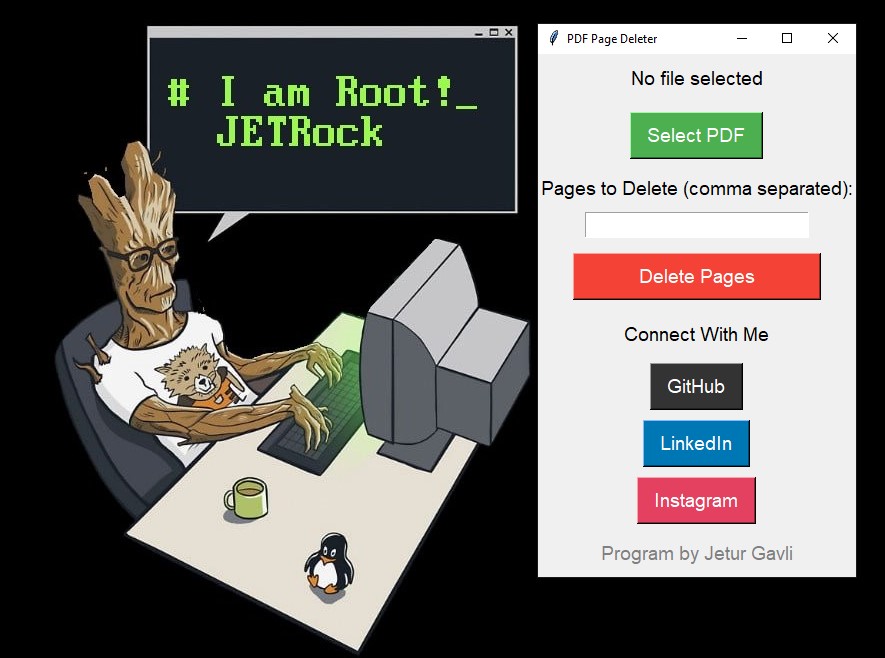 # I am Root!_
JETRock
PDF Page Deleter
No file selected
Select PDF
Pages to Delete (comma separated):
Delete Pages
Connect With Me
GitHub
LinkedIn
Instagram
Program by Jetur Gavli